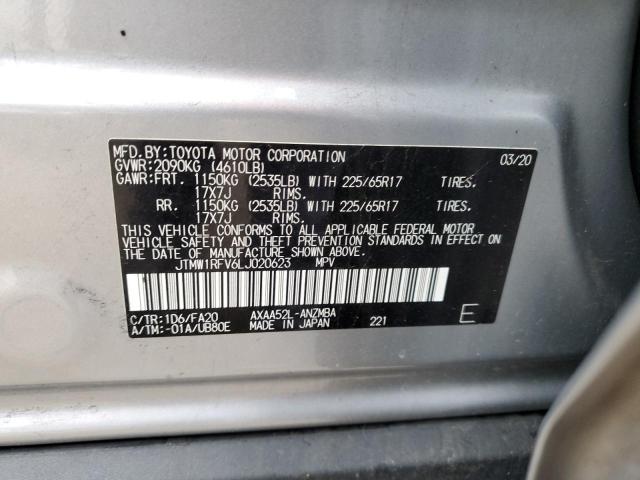 MFD.BY:TOYOTA MOTOR CORPORATION 03/20
GVWR:2090KG (4610LB)
GAWR:FRT. 1150KG (2535LB) WITH 225/65R17 TIRES.
17X7J RIMS.
RR. 1150KG (2535LB) WITH 225/65R17 TIRES.
17X7J RIMS.
THIS VEHICLE CONFORMS TO ALL APPLICABLE FEDERAL MOTOR
VEHICLE SAFETY AND THEFT PREVENTION STANDARDS IN EFFECT ON
THE DATE OF MANUFACTURE SHOWN ABOVE.
JTMW1RFV6LJ020623 MPV
C/TR:1D6/FA20 AXAA52L-ANZMBA
A/TM:-01A/UB80E MADE IN JAPAN 221 E